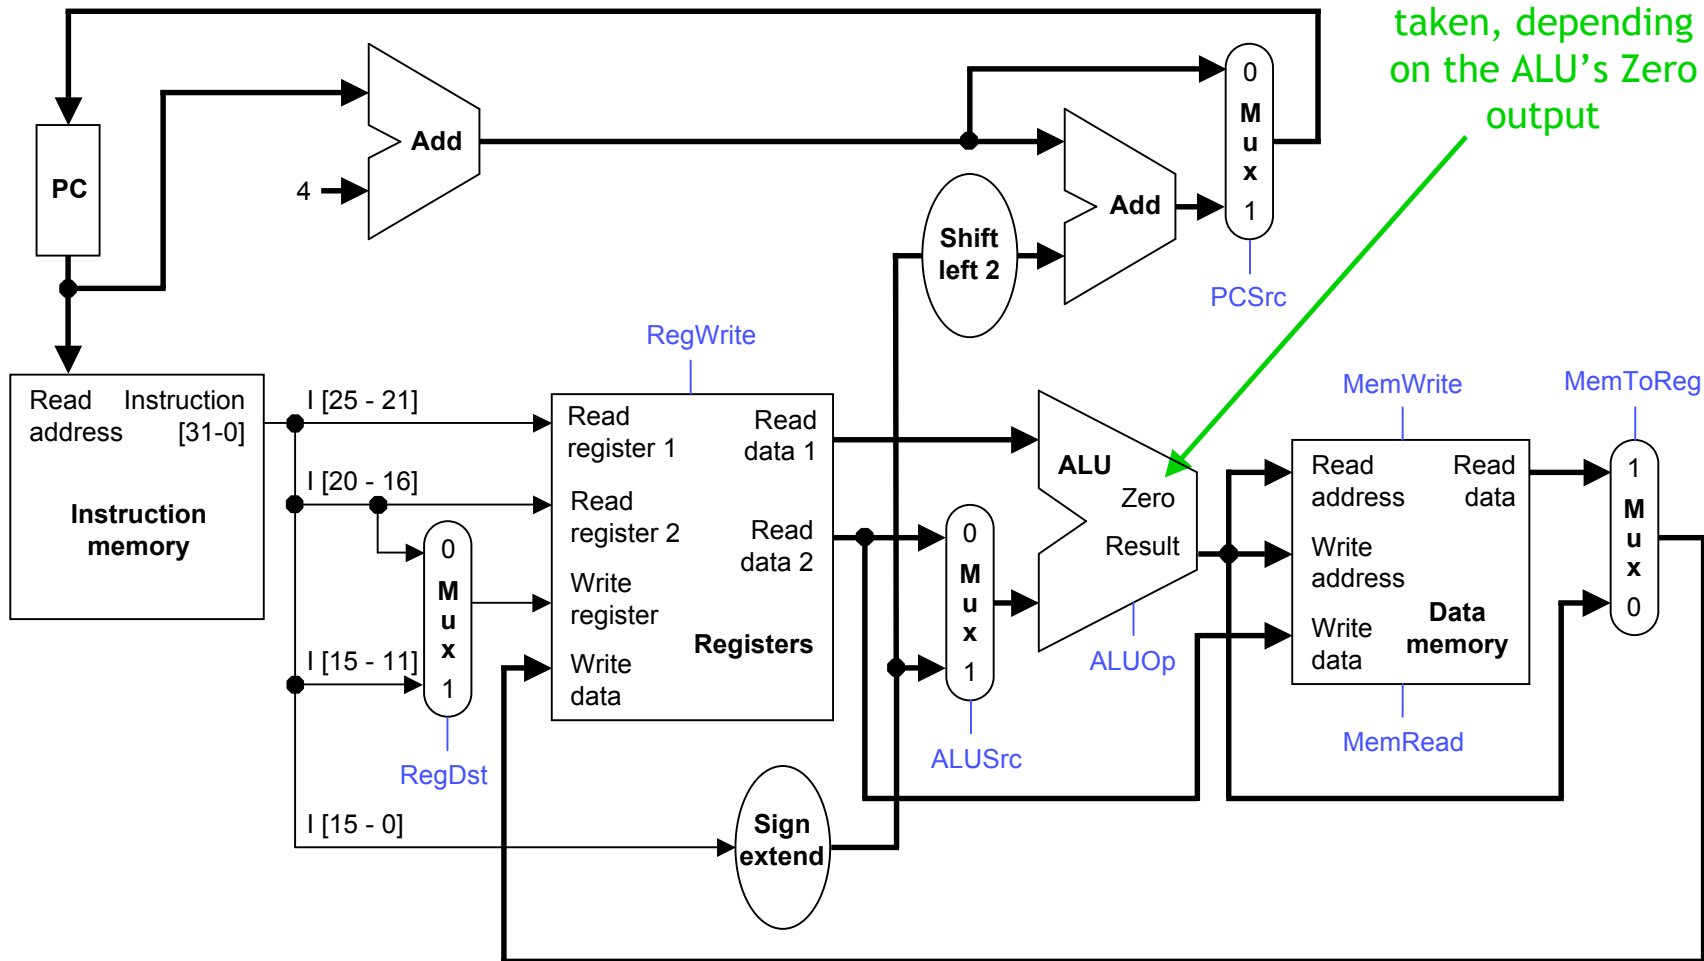 taken, depending
on the ALU's Zero
output
0
M
u
x
1
Add
PC
4
Add
Shift
left 2
PCSrc
RegWrite
MemWrite
MemToReg
Read
address
Instruction
[31-0]
Instruction
memory
I [25 - 21]
I [20 - 16]
I [15 - 11]
I [15 - 0]
0
M
u
x
1
RegDst
Read
register 1
Read
register 2
Write
register
Write
data
Read
data 1
Read
data 2
Registers
Sign
extend
0
M
u
x
1
ALUSrc
ALU
Zero
Result
ALUOp
Read
address
Write
address
Write
data
Read
data
Data
memory
MemRead
1
M
u
x
0